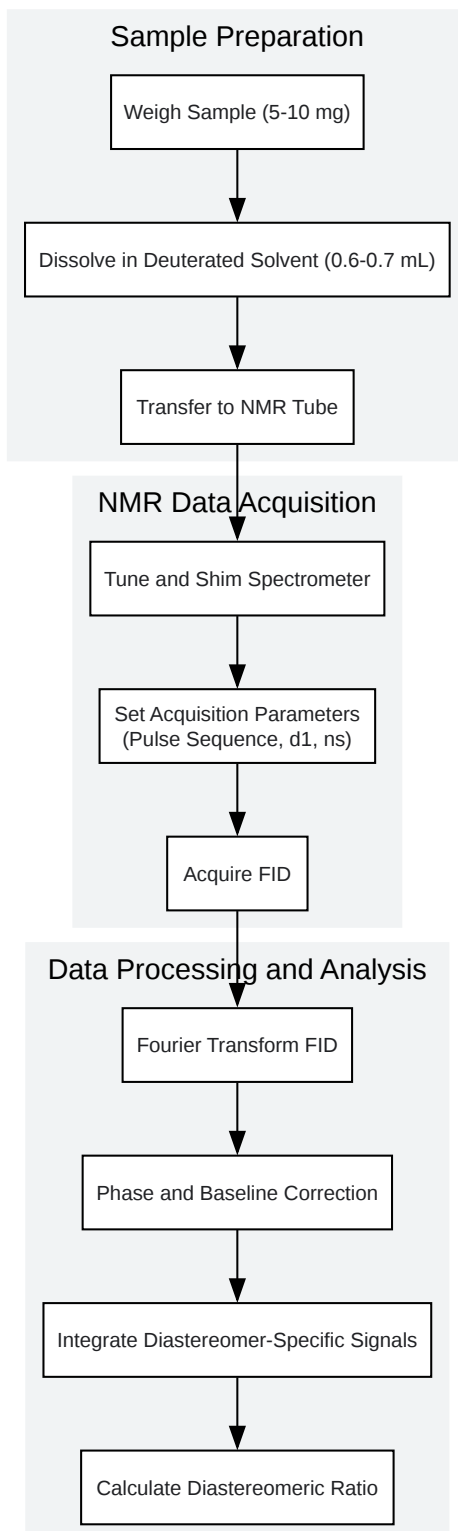 Sample Preparation
Weigh Sample (5-10 mg)
Dissolve in Deuterated Solvent (0.6-0.7 mL)
Transfer to NMR Tube
NMR Data Acquisition
Tune and Shim Spectrometer
Set Acquisition Parameters
(Pulse Sequence, d1, ns)
Acquire FID
Data Processing and Analysis
Fourier Transform FID
Phase and Baseline Correction
Integrate Diastereomer-Specific Signals
Calculate Diastereomeric Ratio